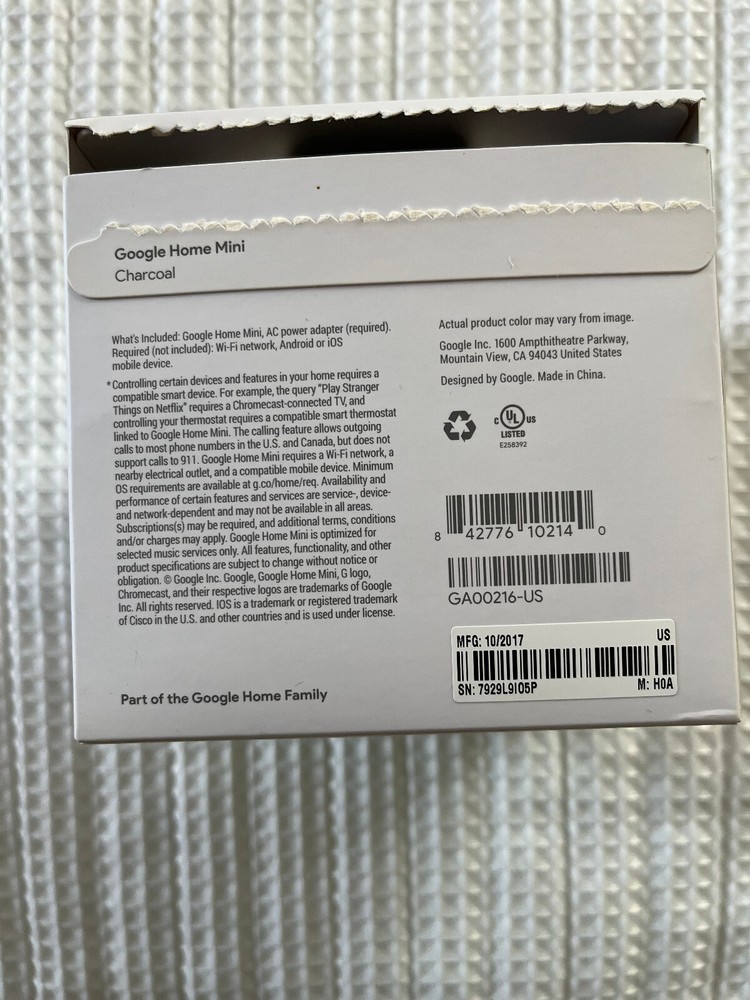 Google Home Mini
Charcoal
What's Included: Google Home Mini, AC power adapter (required).
Required (not included): Wi-Fi network, Android or iOS
mobile device.
*Controlling certain devices and features in your home requires a
compatible smart device. For example, the query "Play Stranger
Things on Netflix" requires a Chromecast-connected TV, and
controlling your thermostat requires a compatible smart thermostat
linked to Google Home Mini. The calling feature allows outgoing
calls to most phone numbers in the U.S. and Canada, but does not
support calls to 911. Google Home Mini requires a Wi-Fi network, a
nearby electrical outlet, and a compatible mobile device. Minimum
OS requirements are available at g.co/home/req. Availability and
performance of certain features and services are service-, device-
and network-dependent and may not be available in all areas.
Subscriptions(s) may be required, and additional terms, conditions
and/or charges may apply. Google Home Mini is optimized for
selected music services only. All features, functionality, and other
product specifications are subject to change without notice or
obligation. © Google Inc. Google, Google Home Mini, G logo,
Chromecast, and their respective logos are trademarks of Google
Inc. All rights reserved. IOS is a trademark or registered trademark
of Cisco in the U.S. and other countries and is used under license.
Part of the Google Home Family
Actual product color may vary from image.
Google Inc. 1600 Amphitheatre Parkway,
Mountain View, CA 94043 United States
Designed by Google. Made in China.
c UL US
LISTED
E258392
8 42776 10214 0
GA00216-US
MFG: 10/2017 US
SN: 7929L9I05P M: H0A